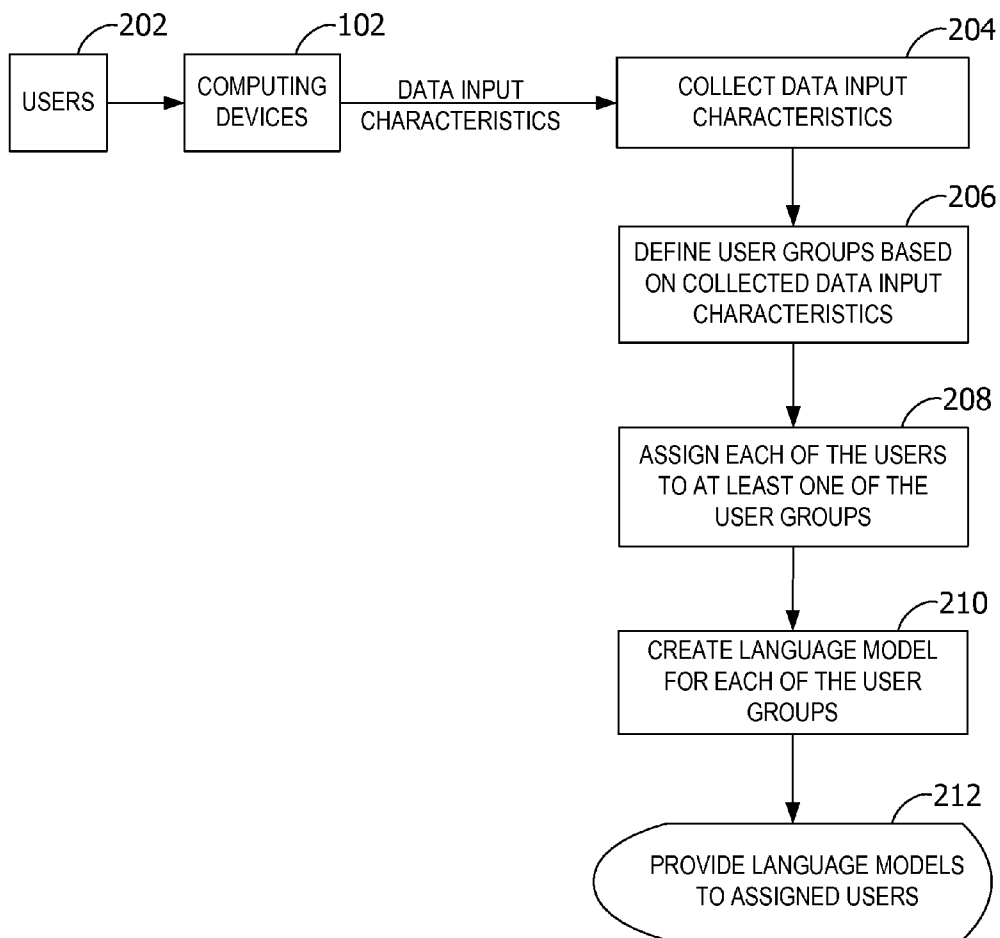 202
102
204
USERS
COMPUTING
DEVICES
DATA INPUT
CHARACTERISTICS
COLLECT DATA INPUT
CHARACTERISTICS
206
DEFINE USER GROUPS BASED
ON COLLECTED DATA INPUT
CHARACTERISTICS
208
ASSIGN EACH OF THE USERS
TO AT LEAST ONE OF THE
USER GROUPS
210
CREATE LANGUAGE MODEL
FOR EACH OF THE USER
GROUPS
212
PROVIDE LANGUAGE MODELS
TO ASSIGNED USERS